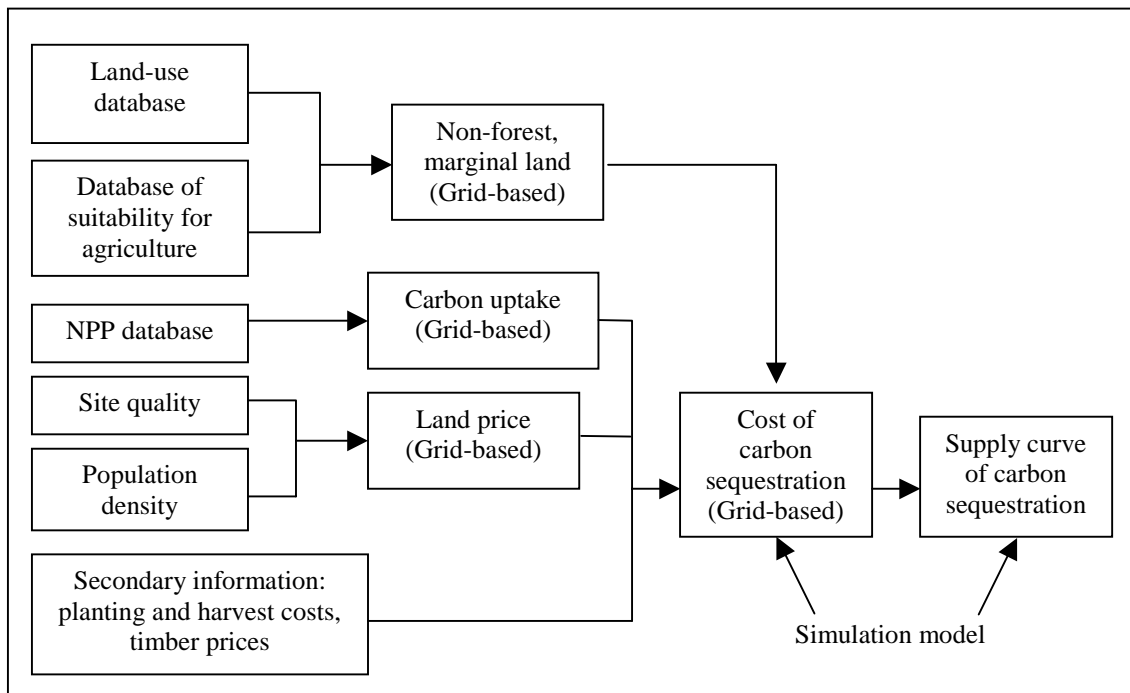 Land-use
database
Database of
suitability for
agriculture
Non-forest,
marginal land
(Grid-based)
NPP database
Carbon uptake
(Grid-based)
Site quality
Population
density
Land price
(Grid-based)
Secondary information:
planting and harvest costs,
timber prices
Cost of
carbon
sequestration
(Grid-based)
Supply curve
of carbon
sequestration
Simulation model